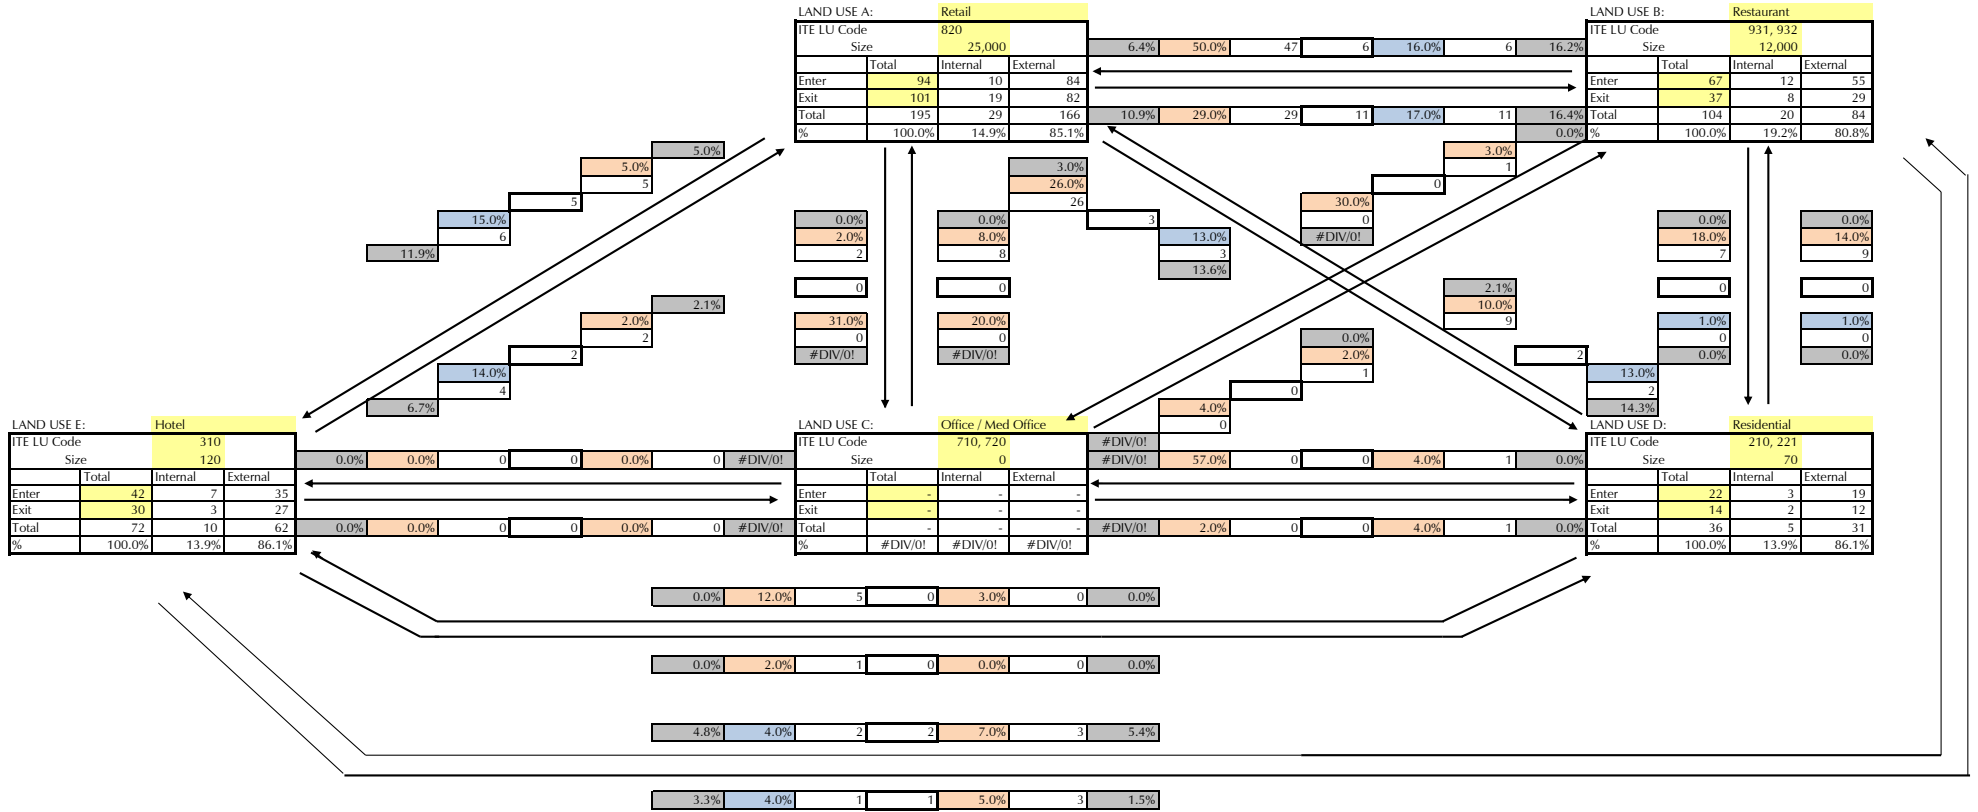 LAND USE A: Retail
ITE LU Code 820
Size 25,000
Total Internal External
Enter 94 10 84
Exit 101 19 82
Total 195 29 166
% 100.0% 14.9% 85.1%
6.4% 50.0% 47 6 16.0% 6 16.2%
10.9% 29.0% 29 11 17.0% 11 16.4%
0.0%
LAND USE B: Restaurant
ITE LU Code 931, 932
Size 12,000
Total Internal External
Enter 67 12 55
Exit 37 8 29
Total 104 20 84
% 100.0% 19.2% 80.8%
5.0%
5.0%
5
5
15.0%
6
11.9%
2.1%
2.0%
2
2
14.0%
4
6.7%
0.0%
2.0%
2
0
31.0%
0
#DIV/0!
0.0%
8.0%
8
0
20.0%
0
#DIV/0!
3.0%
26.0%
26
3
13.0%
3
13.6%
3.0%
1
0
30.0%
0
#DIV/0!
2.1%
10.0%
9
2
13.0%
2
14.3%
0.0%
2.0%
1
0
4.0%
0
#DIV/0!
0.0%
18.0%
7
0
1.0%
0
0.0%
0.0%
14.0%
9
0
1.0%
0
0.0%
LAND USE E: Hotel
ITE LU Code 310
Size 120
Total Internal External
Enter 42 7 35
Exit 30 3 27
Total 72 10 62
% 100.0% 13.9% 86.1%
0.0% 0.0% 0 0 0.0% 0 #DIV/0!
0.0% 0.0% 0 0 0.0% 0 #DIV/0!
LAND USE C: Office / Med Office
ITE LU Code 710, 720
Size 0
Total Internal External
Enter - - -
Exit - - -
Total - - -
% #DIV/0! #DIV/0! #DIV/0!
#DIV/0! 57.0% 0 0 4.0% 1 0.0%
#DIV/0! 2.0% 0 0 4.0% 1 0.0%
LAND USE D: Residential
ITE LU Code 210, 221
Size 70
Total Internal External
Enter 22 3 19
Exit 14 2 12
Total 36 5 31
% 100.0% 13.9% 86.1%
0.0% 12.0% 5 0 3.0% 0 0.0%
0.0% 2.0% 1 0 0.0% 0 0.0%
4.8% 4.0% 2 2 7.0% 3 5.4%
3.3% 4.0% 1 1 5.0% 3 1.5%